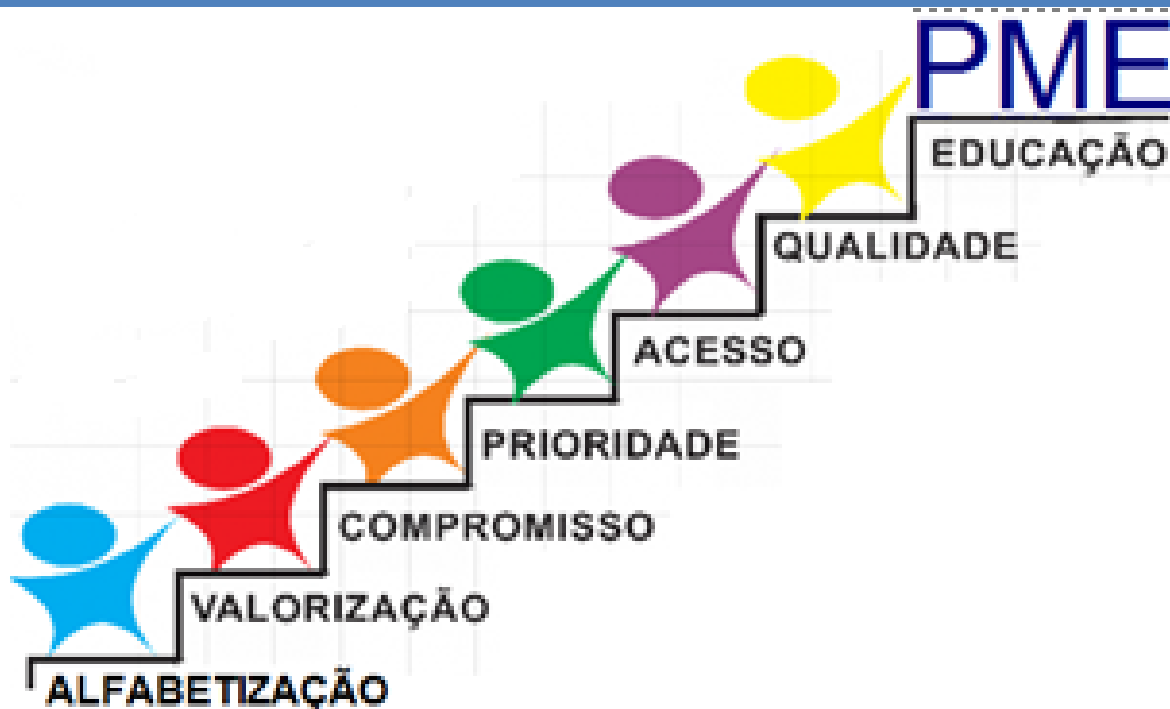 PME
EDUCAÇÃO
QUALIDADE
ACESSO
PRIORIDADE
COMPROMISSO
VALORIZAÇÃO
ALFABETIZAÇÃO